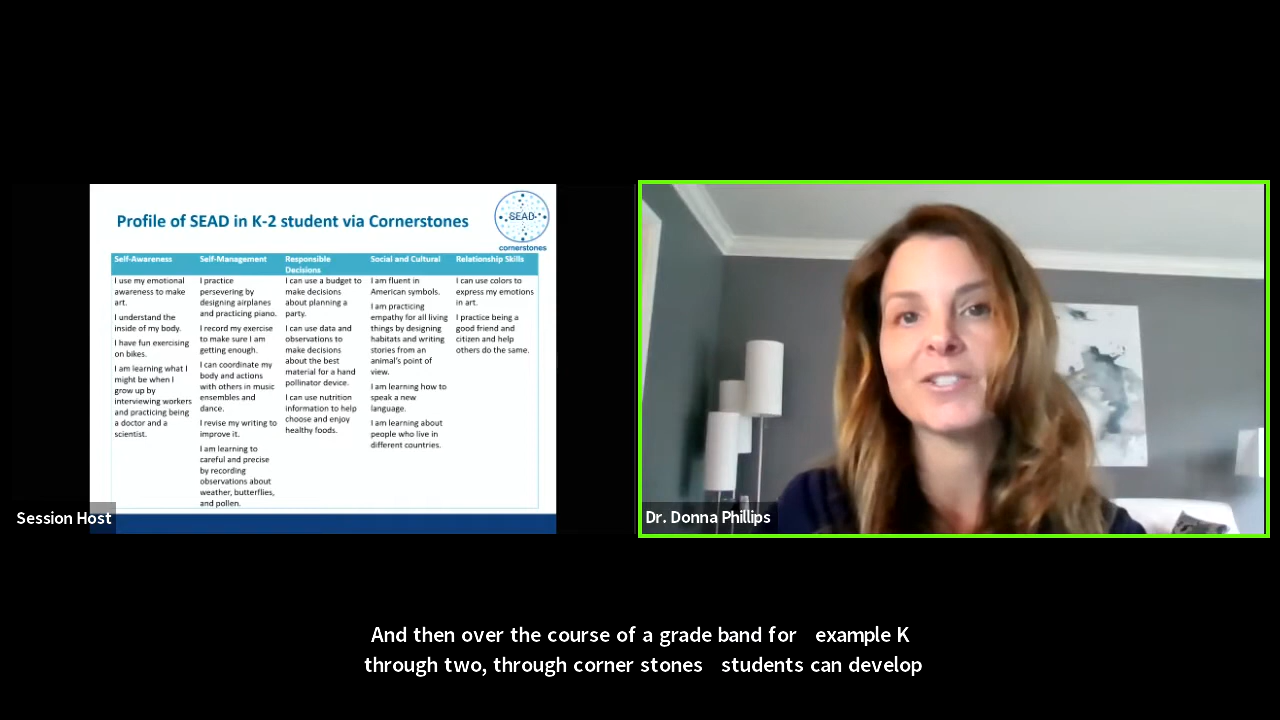 Profile of SEAD in K-2 student via Cornerstones
SEAD
cornerstones
Self-Awareness
I use my emotional
awareness to make
art.
I understand the
inside of my body.
I have fun exercising
on bikes.
I am learning what I
might be when I
grow up by
interviewing workers
and practicing being
a doctor and a
scientist.
Self-Management
I practice
persevering by
designing airplanes
and practicing piano.
I record my exercise
to make sure I am
getting enough.
I can coordinate my
body and actions
with others in music
ensembles and
dance.
I revise my writing to
improve it.
I am learning to
careful and precise
by recording
observations about
weather, butterflies,
and pollen.
Responsible
Decisions
I can use a budget to
make decisions
about planning a
party.
I can use data and
observations to
make decisions
about the best
material for a hand
pollinator device.
I can use nutrition
information to help
choose and enjoy
healthy foods.
Social and Cultural
I am fluent in
American symbols.
I am practicing
empathy for all living
things by designing
habitats and writing
stories from an
animal's point of
view.
I am learning how to
speak a new
language.
I am learning about
people who live in
different countries.
Relationship Skills
I can use colors to
express my emotions
in art.
I practice being a
good friend and
citizen and help
others do the same.
Session Host
Dr. Donna Phillips
And then over the course of a grade band for example K
through two, through corner stones students can develop